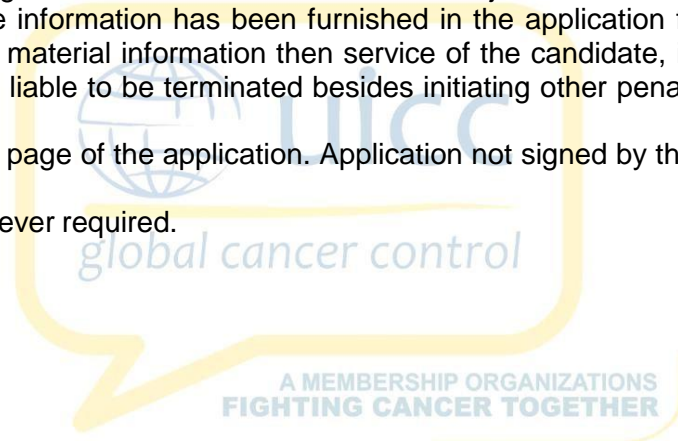 e information has been furnished in the application
material information then service of the candidate,
liable to be terminated besides initiating other pena
uicc
page of the application. Application not signed by th
ever required.
global cancer control
A MEMBERSHIP ORGANIZATIONS
FIGHTING CANCER TOGETHER